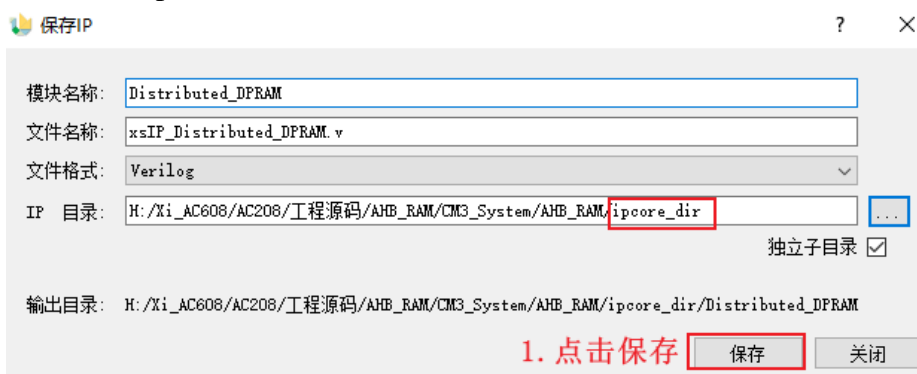 保存IP ? ×
模块名称: Distributed_DPRAM
文件名称: xsIP_Distributed_DPRAM.v
文件格式: Verilog
IP 目录: H:/Xi_AC608/AC208/工程源码/AHB_RAM/CM3_System/AHB_RAM/ipcore_dir ...
独立子目录
输出目录: H:/Xi_AC608/AC208/工程源码/AHB_RAM/CM3_System/AHB_RAM/ipcore_dir/Distributed_DPRAM
1. 点击保存 保存 关闭